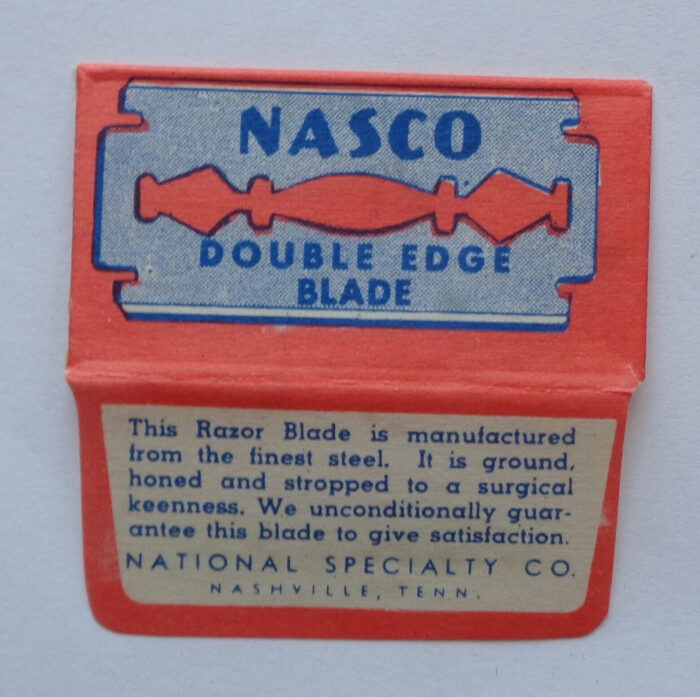 NASCO
DOUBLE EDGE
BLADE
This Razor Blade is manufactured
from the finest steel. It is ground,
honed and stropped to a surgical
keenness. We unconditionally guar-
antee this blade to give satisfaction.
NATIONAL SPECIALTY CO.
NASHVILLE, TENN.